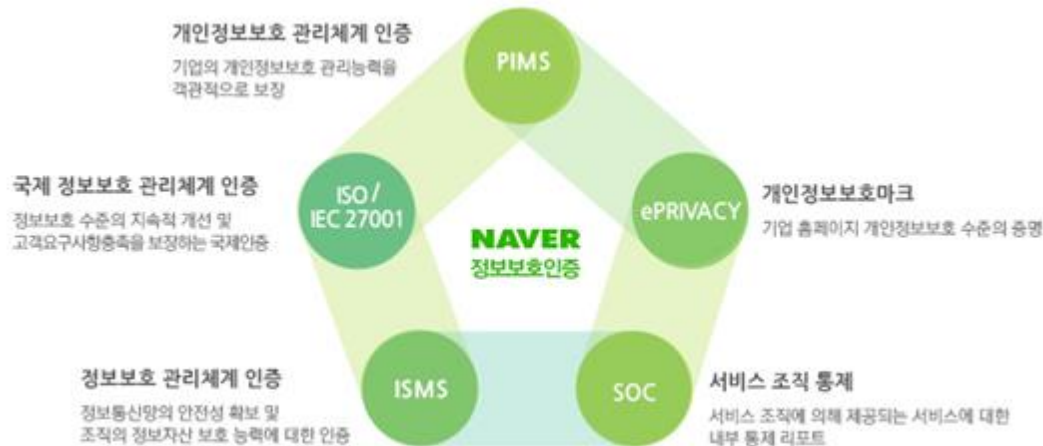 개인정보보호 관리체계 인증
기업의 개인정보보호 관리능력을
객관적으로 보장
PIMS
국제 정보보호 관리체계 인증
정보보호 수준의 지속적 개선 및
고객요구사항충족을 보장하는 국제인증
ISO /
IEC 27001
ePRIVACY
개인정보보호마크
기업 홈페이지 개인정보보호 수준의 증명
NAVER
정보보호인증
정보보호 관리체계 인증
정보통신망의 안전성 확보 및
조직의 정보자산 보호 능력에 대한 인증
ISMS
SOC
서비스 조직 통제
서비스 조직에 의해 제공되는 서비스에 대한
내부 통제 리포트